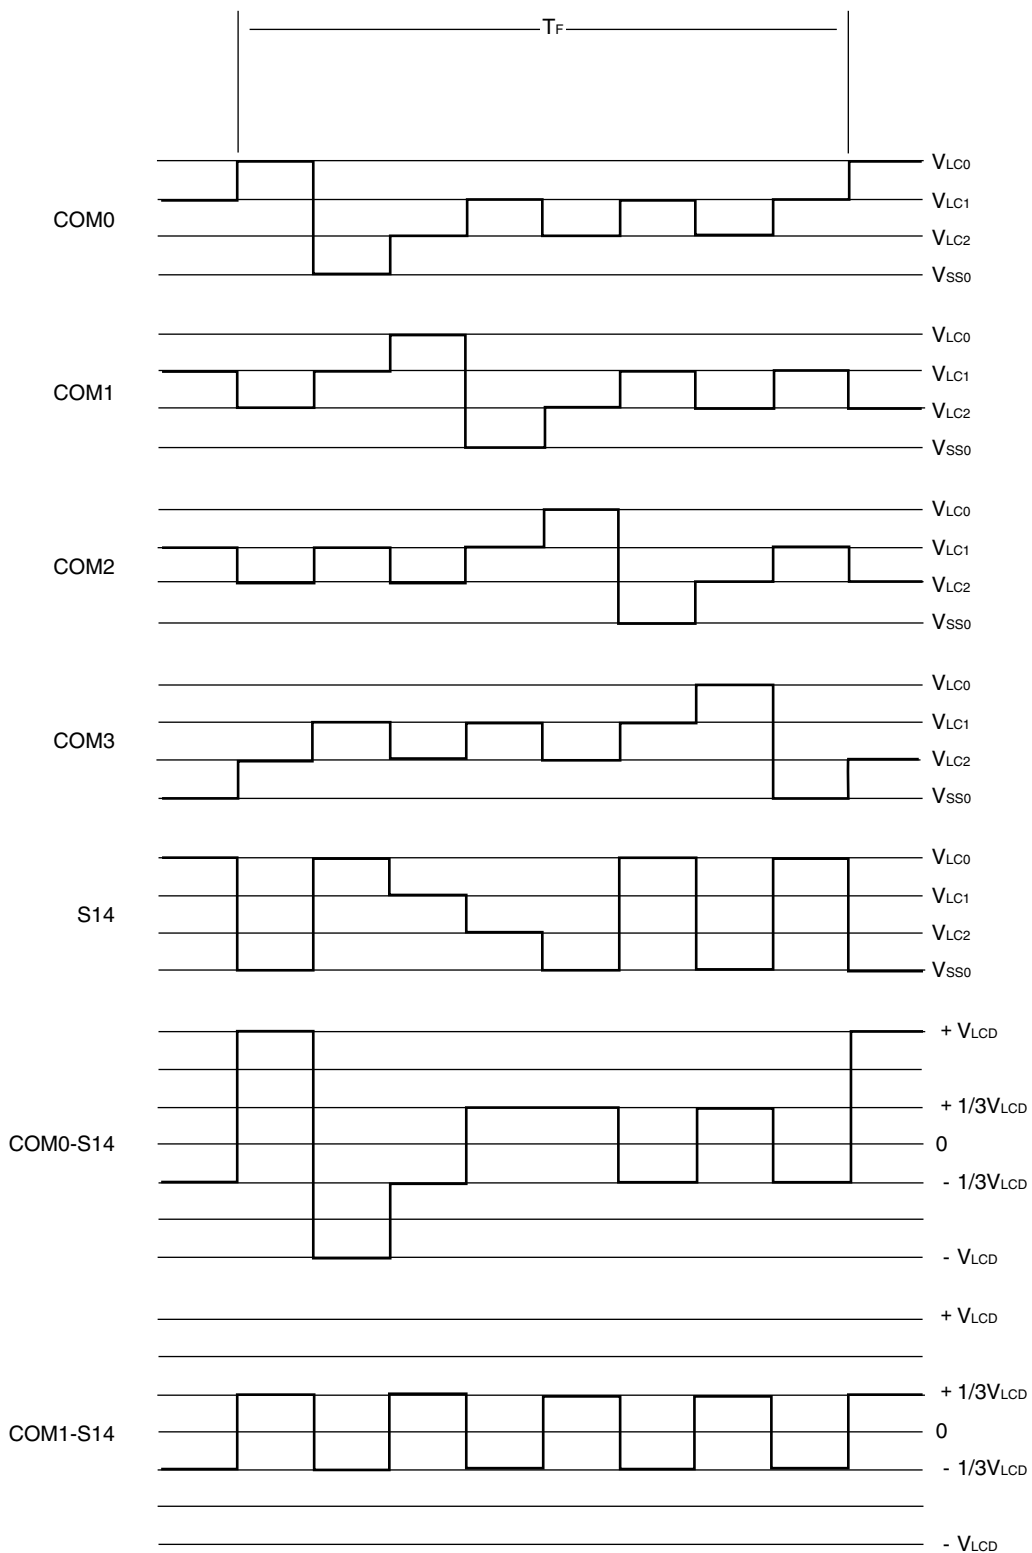 TF
VLC0
VLC1
COM0
VLC2
VSS0
VLC0
VLC1
COM1
VLC2
VSS0
VLC0
VLC1
COM2
VLC2
VSS0
VLC0
VLC1
COM3
VLC2
VSS0
VLC0
VLC1
S14
VLC2
VSS0
+ VLCD
+ 1/3VLCD
COM0-S14
0
- 1/3VLCD
- VLCD
+ VLCD
+ 1/3VLCD
COM1-S14
0
- 1/3VLCD
- VLCD